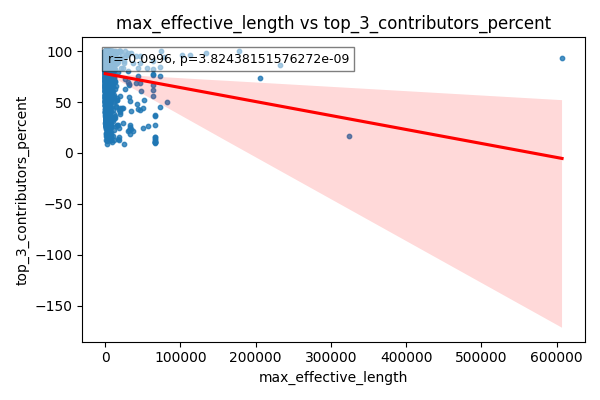 max_effective_length vs top_3_contributors_percent
r=-0.0996, p=3.82438151576272e-09
top_3_contributors_percent
100
50
0
−50
−100
−150
0 100000 200000 300000 400000 500000 600000
max_effective_length